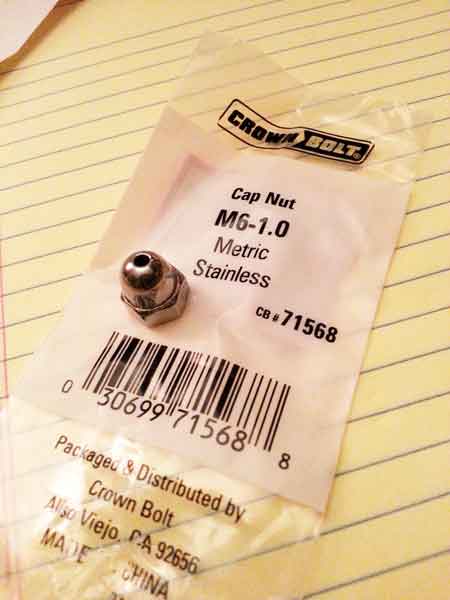 CROWN BOLT®
Cap Nut
M6-1.0
Metric
Stainless
CB# 71568
0 30699 71568 8
Packaged & Distributed by
Crown Bolt
Aliso Viejo, CA 92656
MADE CHINA